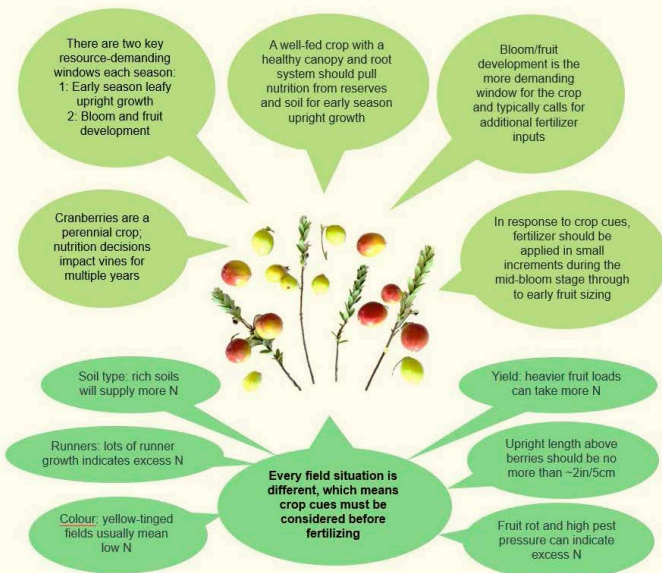 There are two key
resource-demanding
windows each season:
1: Early season leafy
upright growth
2: Bloom and fruit
development
A well-fed crop with a
healthy canopy and root
system should pull
nutrition from reserves
and soil for early season
upright growth
Bloom/fruit
development is the
more demanding
window for the crop
and typically calls for
additional fertilizer
inputs
Cranberries are a
perennial crop;
nutrition decisions
impact vines for
multiple years
In response to crop cues,
fertilizer should be
applied in small
increments during the
mid-bloom stage through
to early fruit sizing
Soil type: rich soils
will supply more N
Yield: heavier fruit loads
can take more N
Runners: lots of runner
growth indicates excess N
Every field situation is
different, which means
crop cues must be
considered before
fertilizing
Upright length above
berries should be no
more than ~2in/5cm
Colour: yellow-tinged
fields usually mean
low N
Fruit rot and high pest
pressure can indicate
excess N